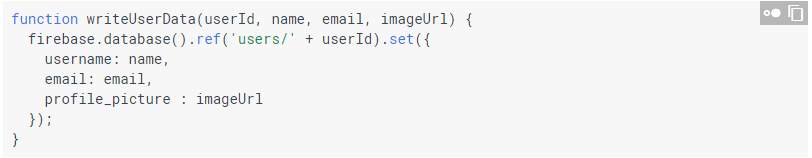 function writeUserData(userId, name, email, imageUrl) {
  firebase.database().ref('users/' + userId).set({
    username: name,
    email: email,
    profile_picture : imageUrl
  });
}